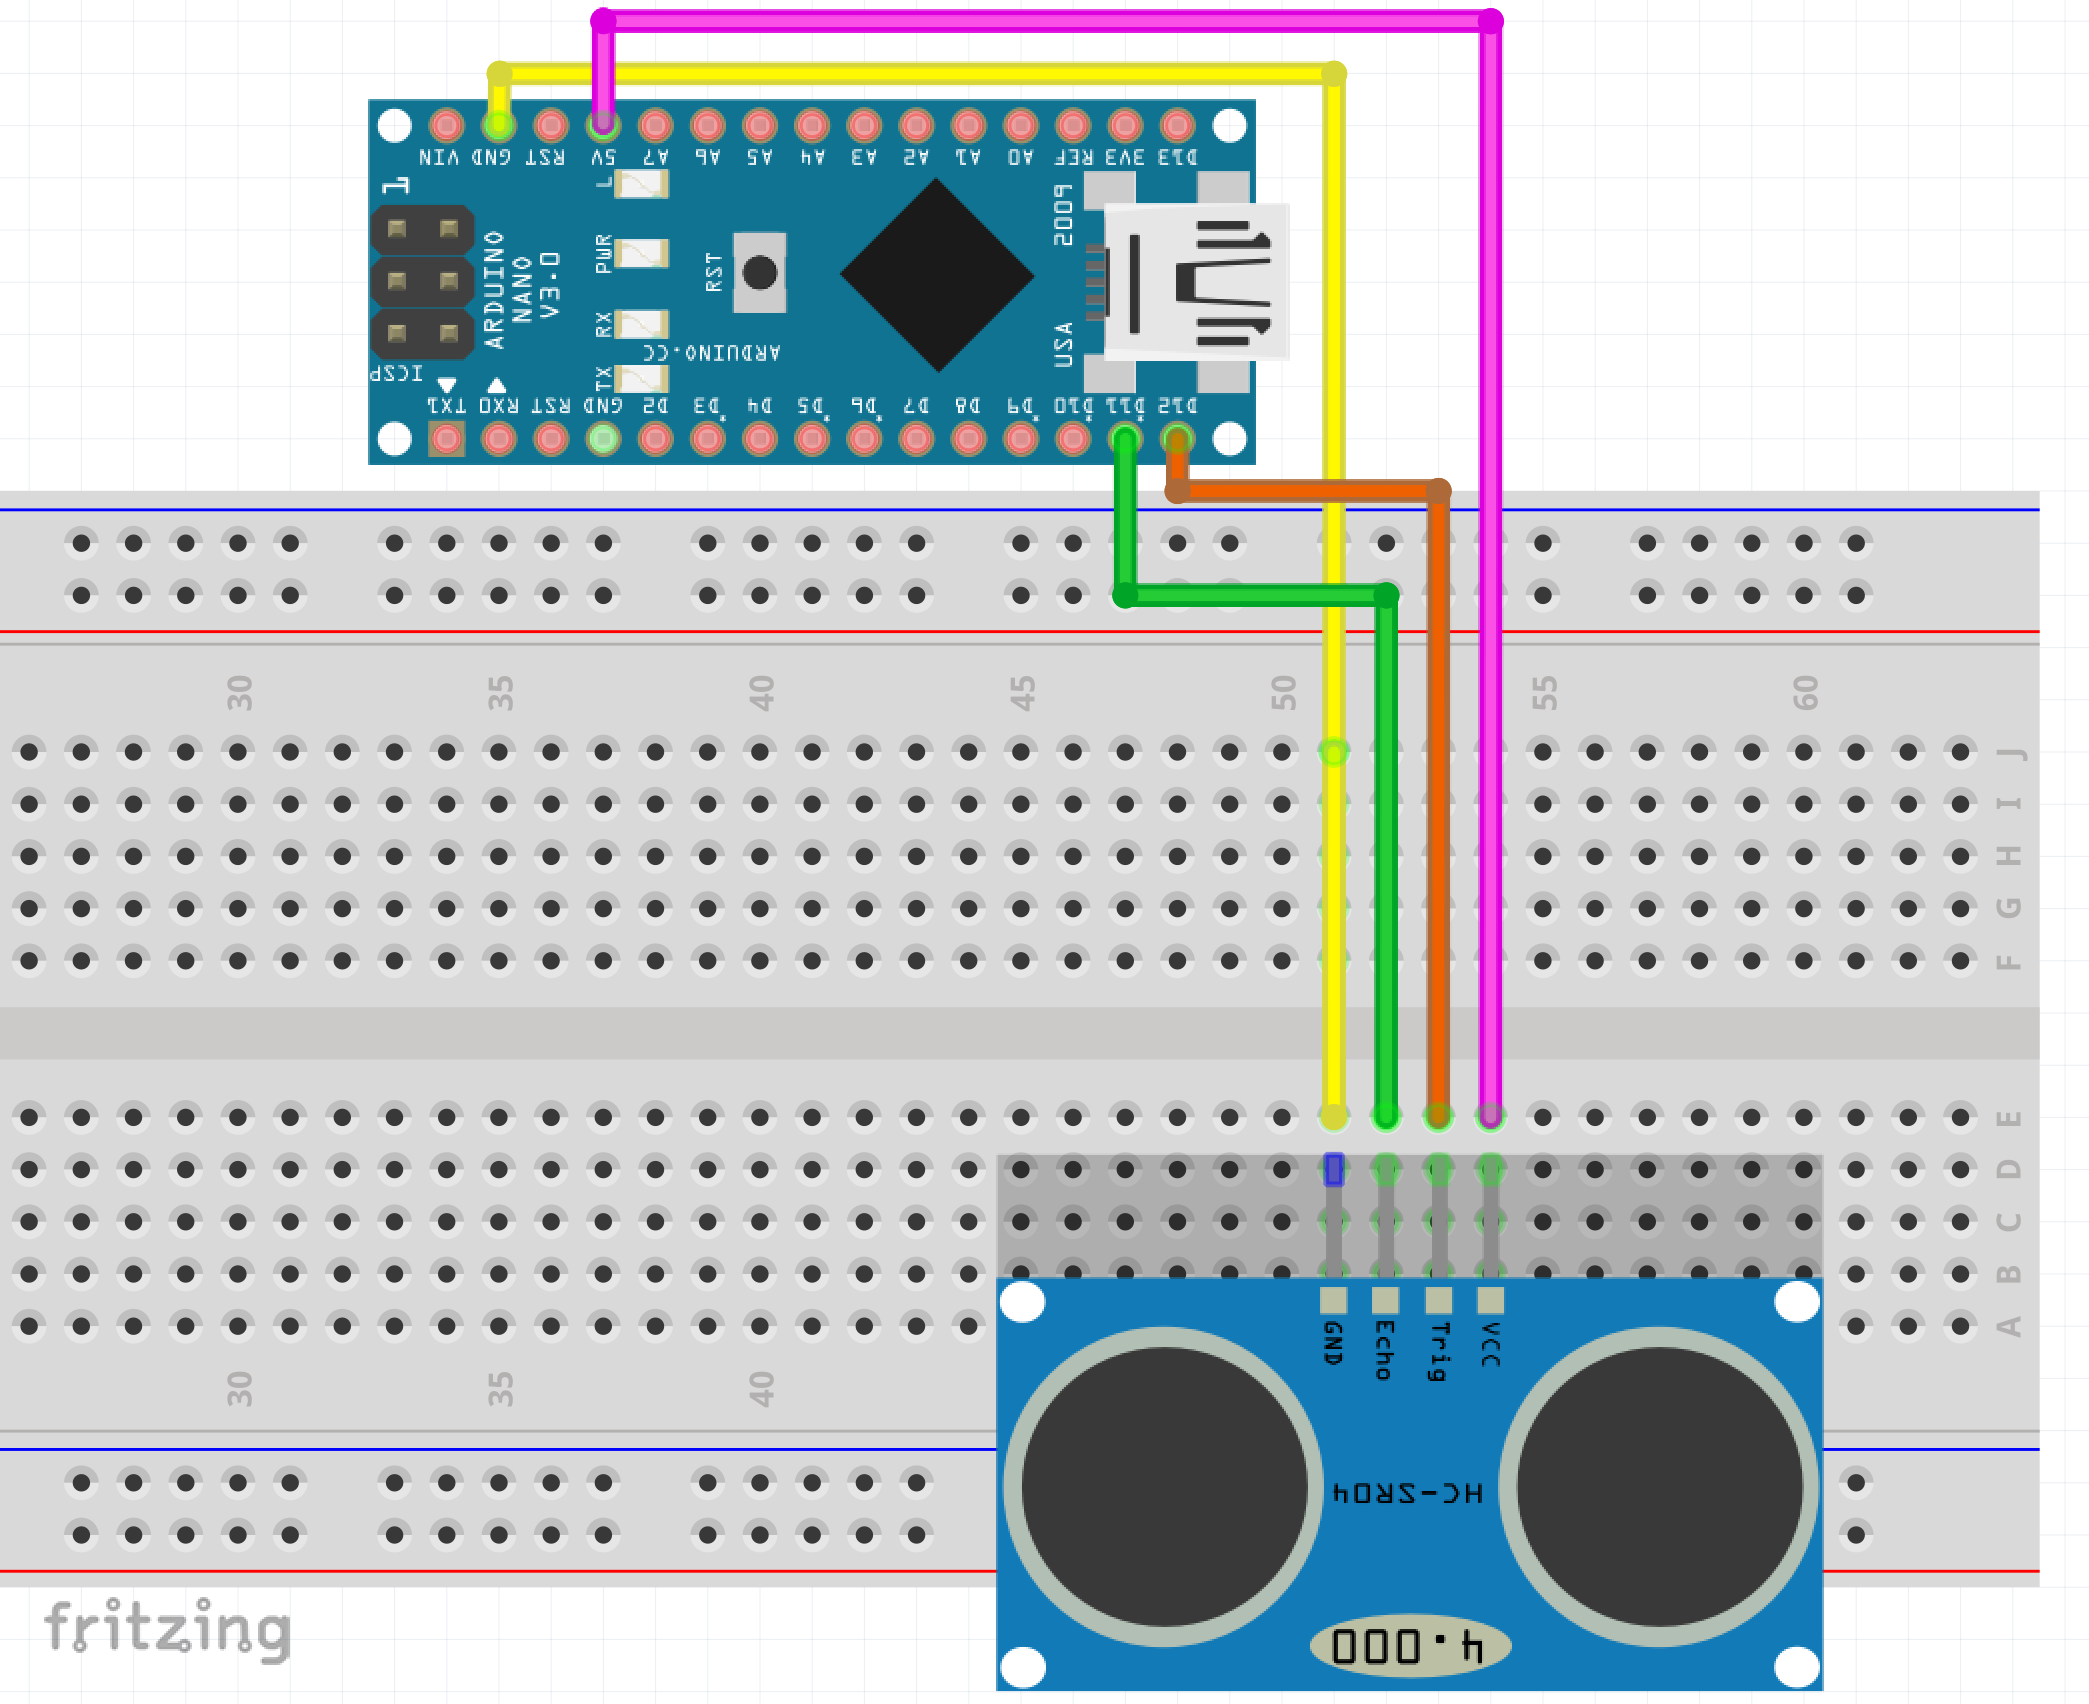 VIN GND RST 5V A7 A6 A5 A4 A3 A2 A1 A0 REF 3V3 D13
1
L
PWR
RX
TX
ARDUINO
NANO
V3.0
RST
ARDUINO.CC
2009
USA
ICSP
TX1 RX0 RST GND D2 D3 D4 D5 D6 D7 D8 D9 D10 D11 D12
30 35 40 45 50 55 60
J
I
H
G
F
E
D
C
B
A
GND Echo Trig VCC
30 35 40
HC-SR04
4.000
fritzing